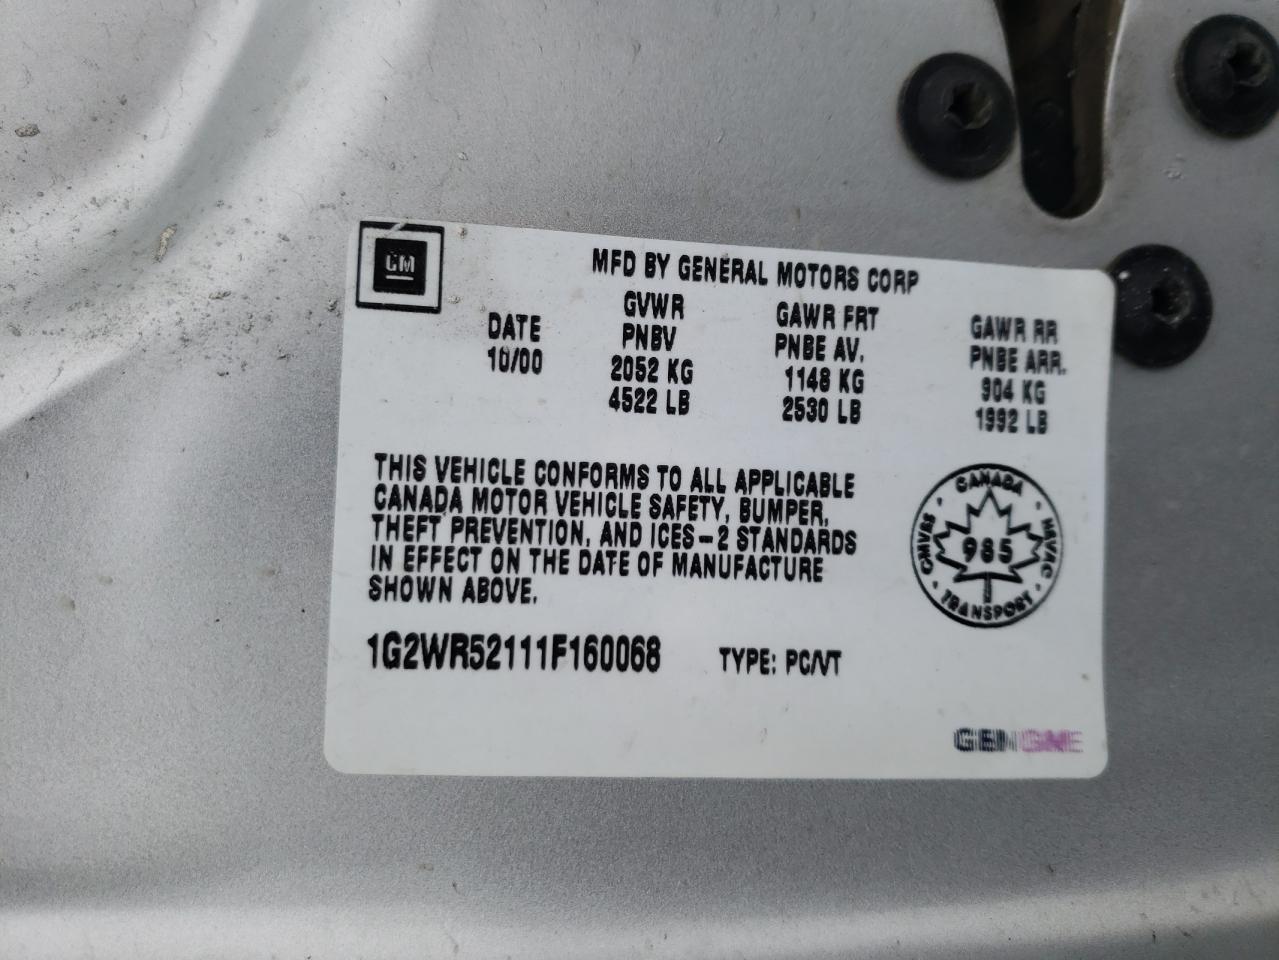 GM
MFD BY GENERAL MOTORS CORP
DATE
10/00
GVWR
PNBV
2052 KG
4522 LB
GAWR FRT
PNBE AV.
1148 KG
2530 LB
GAWR RR
PNBE ARR.
904 KG
1992 LB
THIS VEHICLE CONFORMS TO ALL APPLICABLE
CANADA MOTOR VEHICLE SAFETY, BUMPER,
THEFT PREVENTION, AND ICES-2 STANDARDS
IN EFFECT ON THE DATE OF MANUFACTURE
SHOWN ABOVE.
CANADA
CMVSS
985
NSVAC
TRANSPORT
1G2WR52111F160068 TYPE: PC/VT